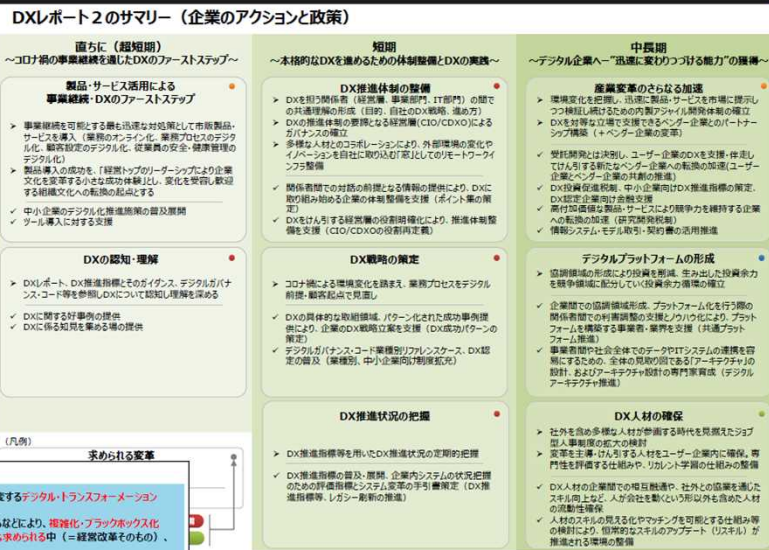 DXレポート2のサマリー（企業のアクションと政策）
直ちに（超短期）
～コロナ禍の事業継続を通じたDXのファーストステップ～
製品・サービス活用による
事業継続・DXのファーストステップ
➢ 事業継続を可能とする最も迅速な対処策として市販製品・
サービスを導入（業務のオンライン化、業務プロセスのデジタ
ル化、顧客設定のデジタル化、従業員の安全・健康管理の
デジタル化）
➢ 製品導入の成功を、「経営トップのリーダーシップにより企業
文化を変革する小さな成功体験」とし、変化を受容し歓迎
する組織文化への転換の起点とする
✓ 中小企業のデジタル化推進施策の普及展開
✓ ツール導入に対する支援
DXの認知・理解
➢ DXレポート、DX推進指標とそのガイダンス、デジタルガバナ
ンス・コード等を参照しDXについて認知し理解を深める
✓ DXに関する好事例の提供
✓ DXに係る知見を集める場の提供
（凡例）
求められる変革
するデジタル・トランスフォーメーション
などにより、複雑化・ブラックボックス化
も求められる中（＝経営改革そのもの）、
短期
～本格的なDXを進めるための体制整備とDXの実践～
DX推進体制の整備
➢ DXを担う関係者（経営層、事業部門、IT部門）の間で
の共通理解の形成（目的、自社のDX戦略、進め方）
➢ DXの推進体制の要諦となる経営層(CIO/CDXO)による
ガバナンスの確立
➢ 多様な人材とのコラボレーションにより、外部環境の変化や
イノベーションを自社に取り込む「窓」としてのリモートワークイ
ンフラ整備
✓ 関係者間での対話の前提となる情報の提供により、DXに
取り組み始める企業の体制整備を支援（ポイント集の策
定）
✓ DXをけん引する経営層の役割明確化により、推進体制整
備を支援（CIO/CDXOの役割再定義）
DX戦略の策定
➢ コロナ禍による環境変化を踏まえ、業務プロセスをデジタル
前提・顧客起点で見直し
✓ DXの具体的な取組領域、パターン化された成功事例提
供により、企業のDX戦略立案を支援（DX成功パターンの
策定）
✓ デジタルガバナンス・コード業種別リファレンスケース、DX認
定の普及（業種別、中小企業向け制度拡充）
DX推進状況の把握
➢ DX推進指標等を用いたDX推進状況の定期的把握
✓ DX推進指標の普及・展開、企業内システムの状況把握
のための評価指標とシステム変革の手引書策定（DX推
進指標等、レガシー刷新の推進）
中長期
～デジタル企業へ－“迅速に変わりつづける能力”の獲得～
産業変革のさらなる加速
➢ 環境変化を把握し、迅速に製品・サービスを市場に提示し
つつ検証し続けるための内製アジャイル開発体制の確立
➢ DXを対等な立場で支援できるベンダー企業とのパートナー
シップ構築（＋ベンダー企業の変革）
✓ 受託開発とは決別し、ユーザー企業のDXを支援・伴走し
てけん引する新たなベンダー企業への転換の加速(ユーザー
企業とベンダー企業の共創の推進)
✓ DX投資促進税制、中小企業向けDX推進指標の策定、
DX認定企業向け金融支援
✓ 高付加価値な製品・サービスにより競争力を維持する企業
への転換の加速（研究開発税制）
✓ 情報システム・モデル取引・契約書の活用推進
デジタルプラットフォームの形成
➢ 協調領域の形成により投資を削減、生み出した投資余力
を競争領域に配分していく投資余力循環の確立
✓ 企業間での協調領域形成、プラットフォーム化を行う際の
関係者間での利害調整の支援とノウハウ化により、プラット
フォームを構築する事業者・業界を支援（共通プラット
フォーム推進）
✓ 事業者間や社会全体でのデータやITシステムの連携を容
易にするための、全体の見取り図である「アーキテクチャ」の
設計、およびアーキテクチャ設計の専門家育成（デジタル
アーキテクチャ推進）
DX人材の確保
➢ 社外を含め多様な人材が参画する時代を見据えたジョブ
型人事制度の拡大の検討
➢ 変革を主導・けん引する人材をユーザー企業内に確保。専
門性を評価する仕組みや、リカレント学習の仕組みの整備
✓ DX人材の企業間での相互融通や、社外との協業を通じた
スキル向上など、人が会社を動くという形以外も含めた人材
の流動性確保
✓ 人材のスキルの見える化やマッチングを可能とする仕組み等
の検討により、恒常的なスキルのアップデート（リスキル）が
推進される環境の整備